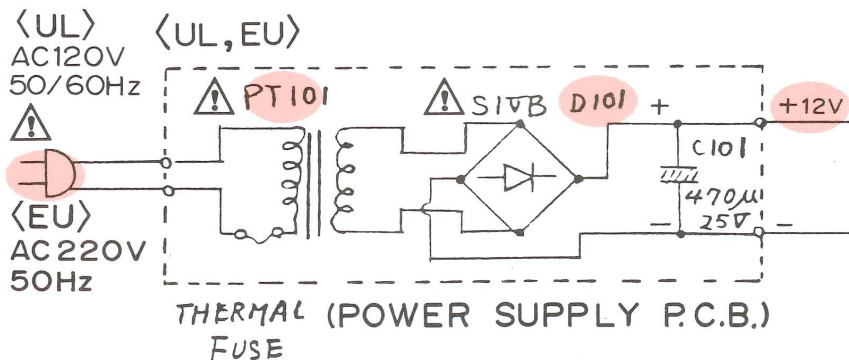 <UL>
AC120V
50/60Hz
<EU>
AC220V
50Hz
<UL, EU>
PT101
S1VB D101
+
+12V
C101
470μ
25V
-
-
THERMAL
FUSE
(POWER SUPPLY P.C.B.)